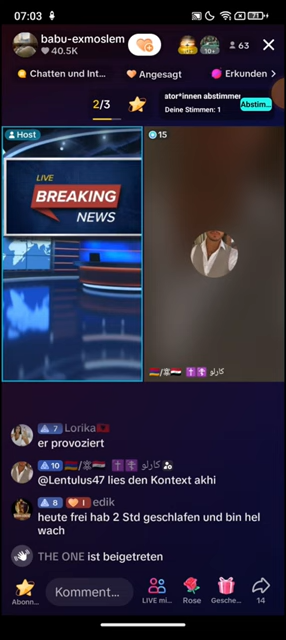 07:03
71
babu-exmoslem
40.5K
10+
63
Chatten und Int...
Angesagt
Erkunden
2/3
ator*innen abstimmer
Deine Stimmen: 1
Abstim...
Host
LIVE
BREAKING
NEWS
15
كارلو
7 Lorika
er provoziert
10 كارلو
@Lentulus47 lies den Kontext akhi
8 I edik
heute frei hab 2 Std geschlafen und bin hel
wach
THE ONE ist beigetreten
Abonn...
Komment...
LIVE mi...
Rose
Gesche...
14